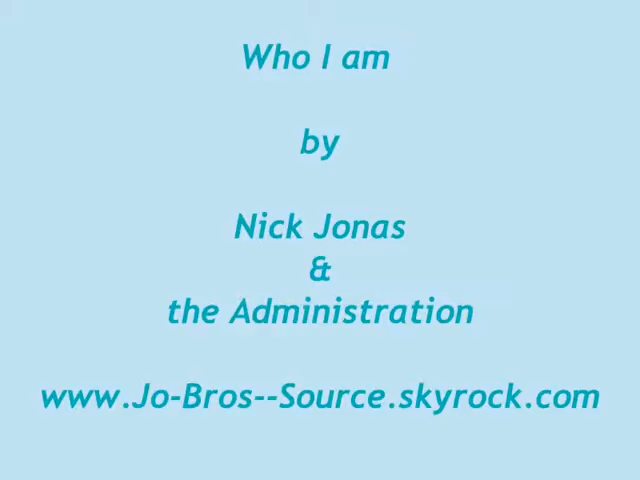 Who I am
by
Nick Jonas
&
the Administration
www.Jo-Bros--Source.skyrock.com